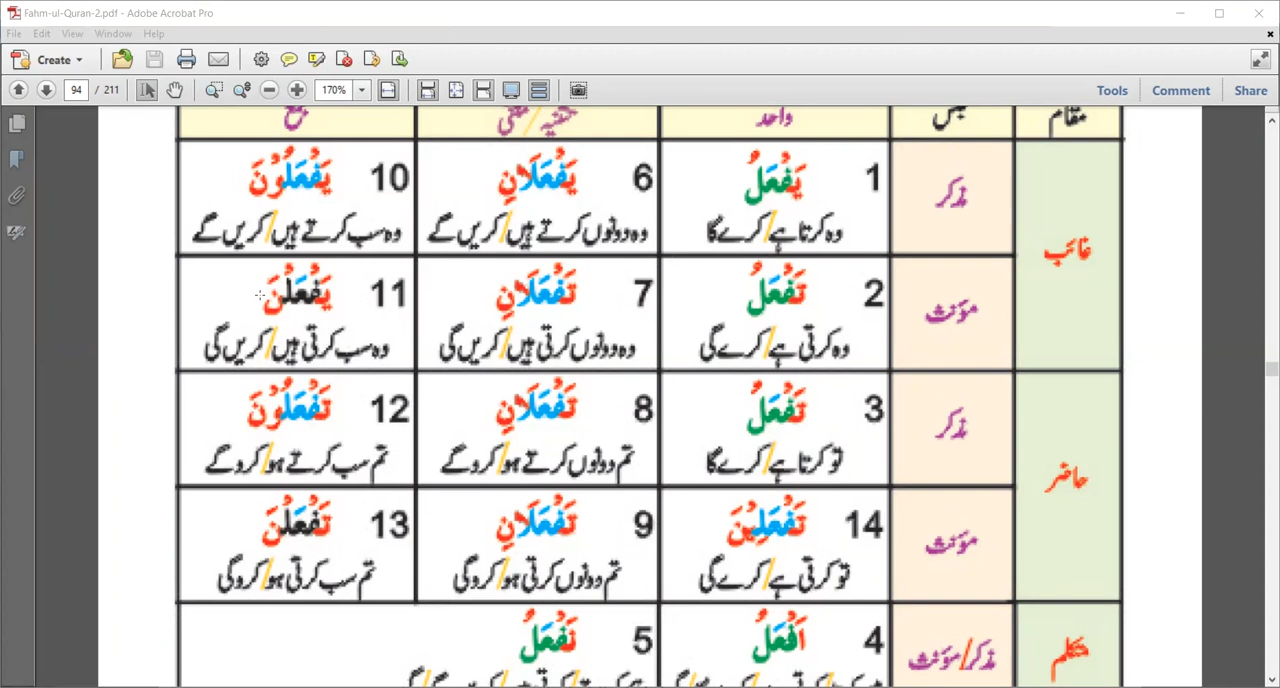 Fahm-ul-Quran-2.pdf - Adobe Acrobat Pro
File Edit View Window Help
Create
94 / 211 170% Tools Comment Share
مقام جنس واحد تثنیہ/مثنی جمع
غائب
مذکر
1 يَفْعَلُ
وہ کرتا ہے/کرے گا
6 يَفْعَلَانِ
وہ دونوں کرتے ہیں/کریں گے
10 يَفْعَلُوْنَ
وہ سب کرتے ہیں/کریں گے
مؤنث
2 تَفْعَلُ
وہ کرتی ہے/کرے گی
7 تَفْعَلَانِ
وہ دونوں کرتی ہیں/کریں گی
11 يَفْعَلْنَ
وہ سب کرتی ہیں/کریں گی
حاضر
مذکر
3 تَفْعَلُ
تو کرتا ہے/کرے گا
8 تَفْعَلَانِ
تم دونوں کرتے ہو/کرو گے
12 تَفْعَلُوْنَ
تم سب کرتے ہو/کرو گے
مؤنث
14 تَفْعَلِيْنَ
تو کرتی ہے/کرے گی
9 تَفْعَلَانِ
تم دونوں کرتی ہو/کرو گی
13 تَفْعَلْنَ
تم سب کرتی ہو/کرو گی
متکلم
مذکر/مؤنث
4 اَفْعَلُ
5 نَفْعَلُ